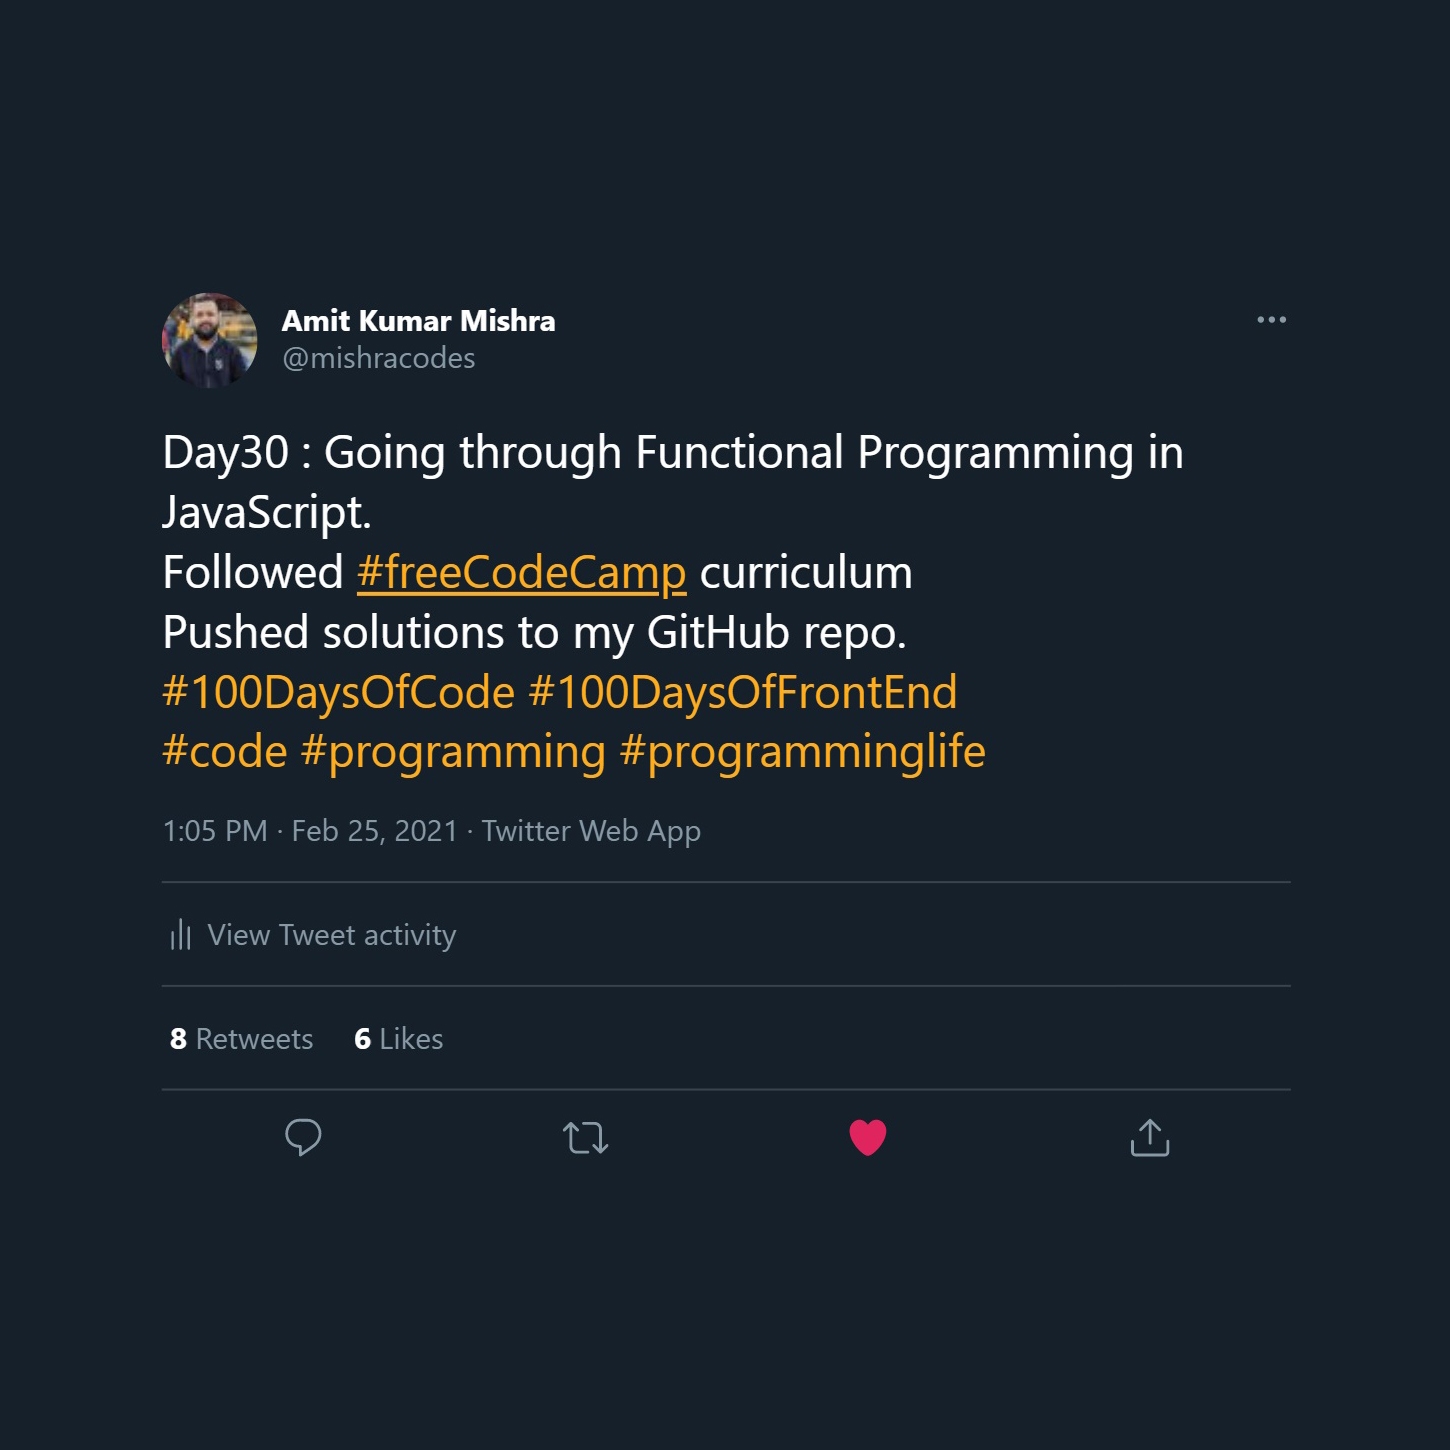 Amit Kumar Mishra
@mishracodes
Day30 : Going through Functional Programming in
JavaScript.
Followed #freeCodeCamp curriculum
Pushed solutions to my GitHub repo.
#100DaysOfCode #100DaysOfFrontEnd
#code #programming #programminglife
1:05 PM · Feb 25, 2021 · Twitter Web App
View Tweet activity
8 Retweets 6 Likes